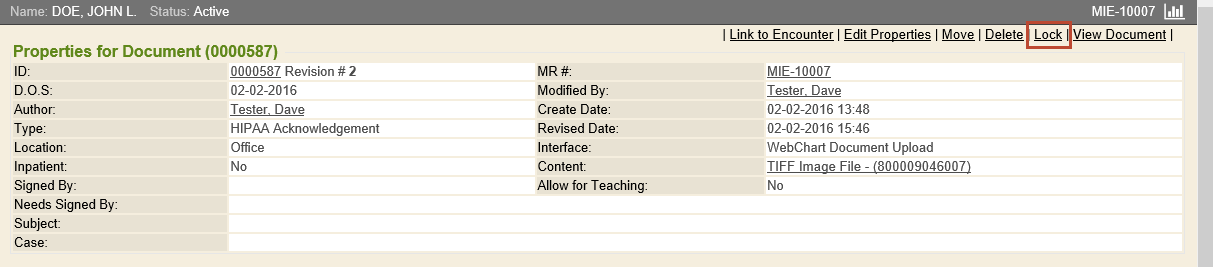 Name: DOE, JOHN L. Status: Active MIE-10007
| Link to Encounter | Edit Properties | Move | Delete | Lock | View Document |
Properties for Document (0000587)
ID: 0000587 Revision # 2 MR #: MIE-10007
D.O.S: 02-02-2016 Modified By: Tester, Dave
Author: Tester, Dave Create Date: 02-02-2016 13:48
Type: HIPAA Acknowledgement Revised Date: 02-02-2016 15:46
Location: Office Interface: WebChart Document Upload
Inpatient: No Content: TIFF Image File - (800009046007)
Signed By: Allow for Teaching: No
Needs Signed By:
Subject:
Case: